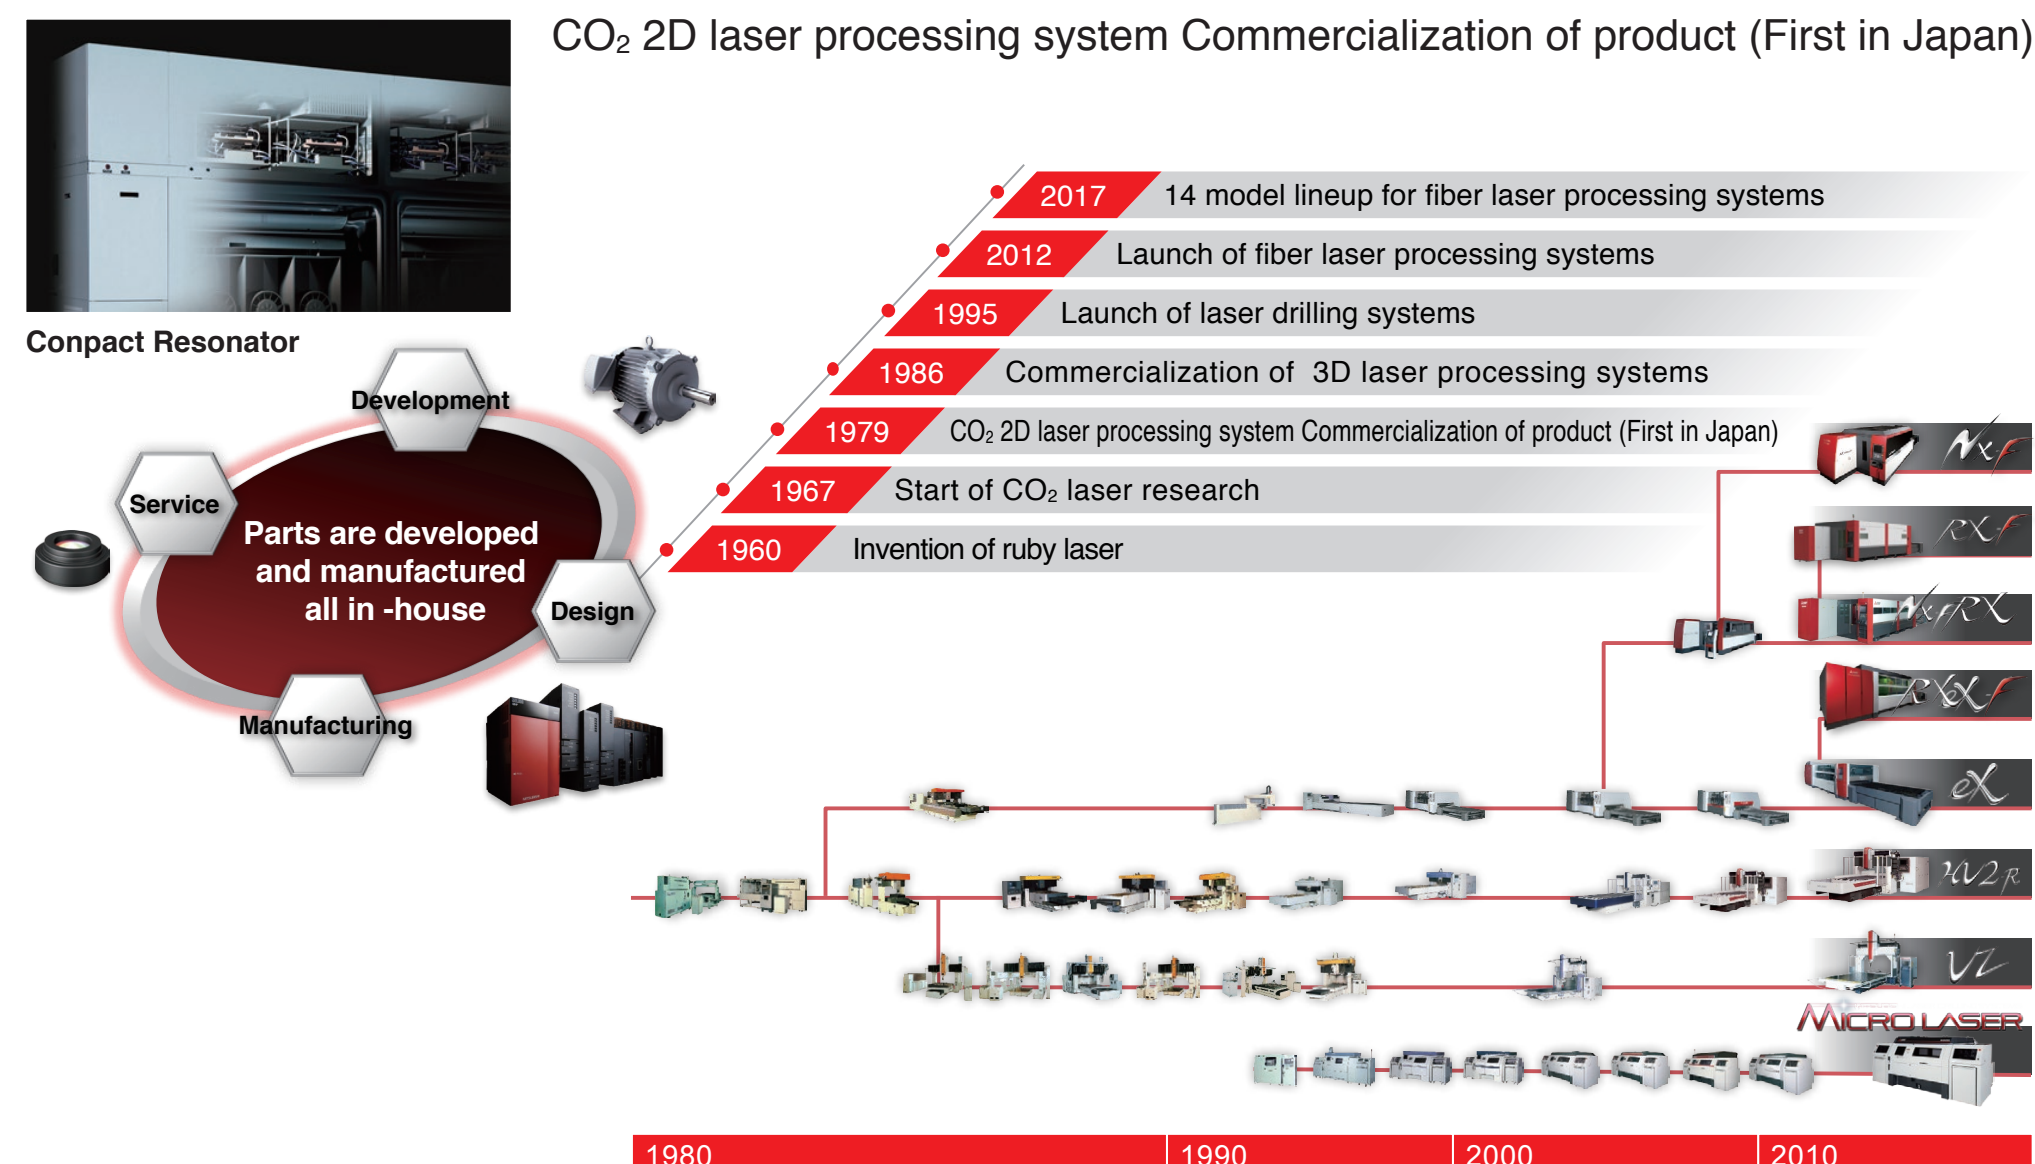 CO₂ 2D laser processing system Commercialization of product (First in Japan)
Conpact Resonator
Development
Service
Parts are developed
and manufactured
all in -house
Design
Manufacturing
2017 14 model lineup for fiber laser processing systems
2012 Launch of fiber laser processing systems
1995 Launch of laser drilling systems
1986 Commercialization of 3D laser processing systems
1979 CO₂ 2D laser processing system Commercialization of product (First in Japan)
1967 Start of CO₂ laser research
1960 Invention of ruby laser
NX-F
RX-F
eX
HV2-R
VZ
MICRO LASER
1980 1990 2000 2010